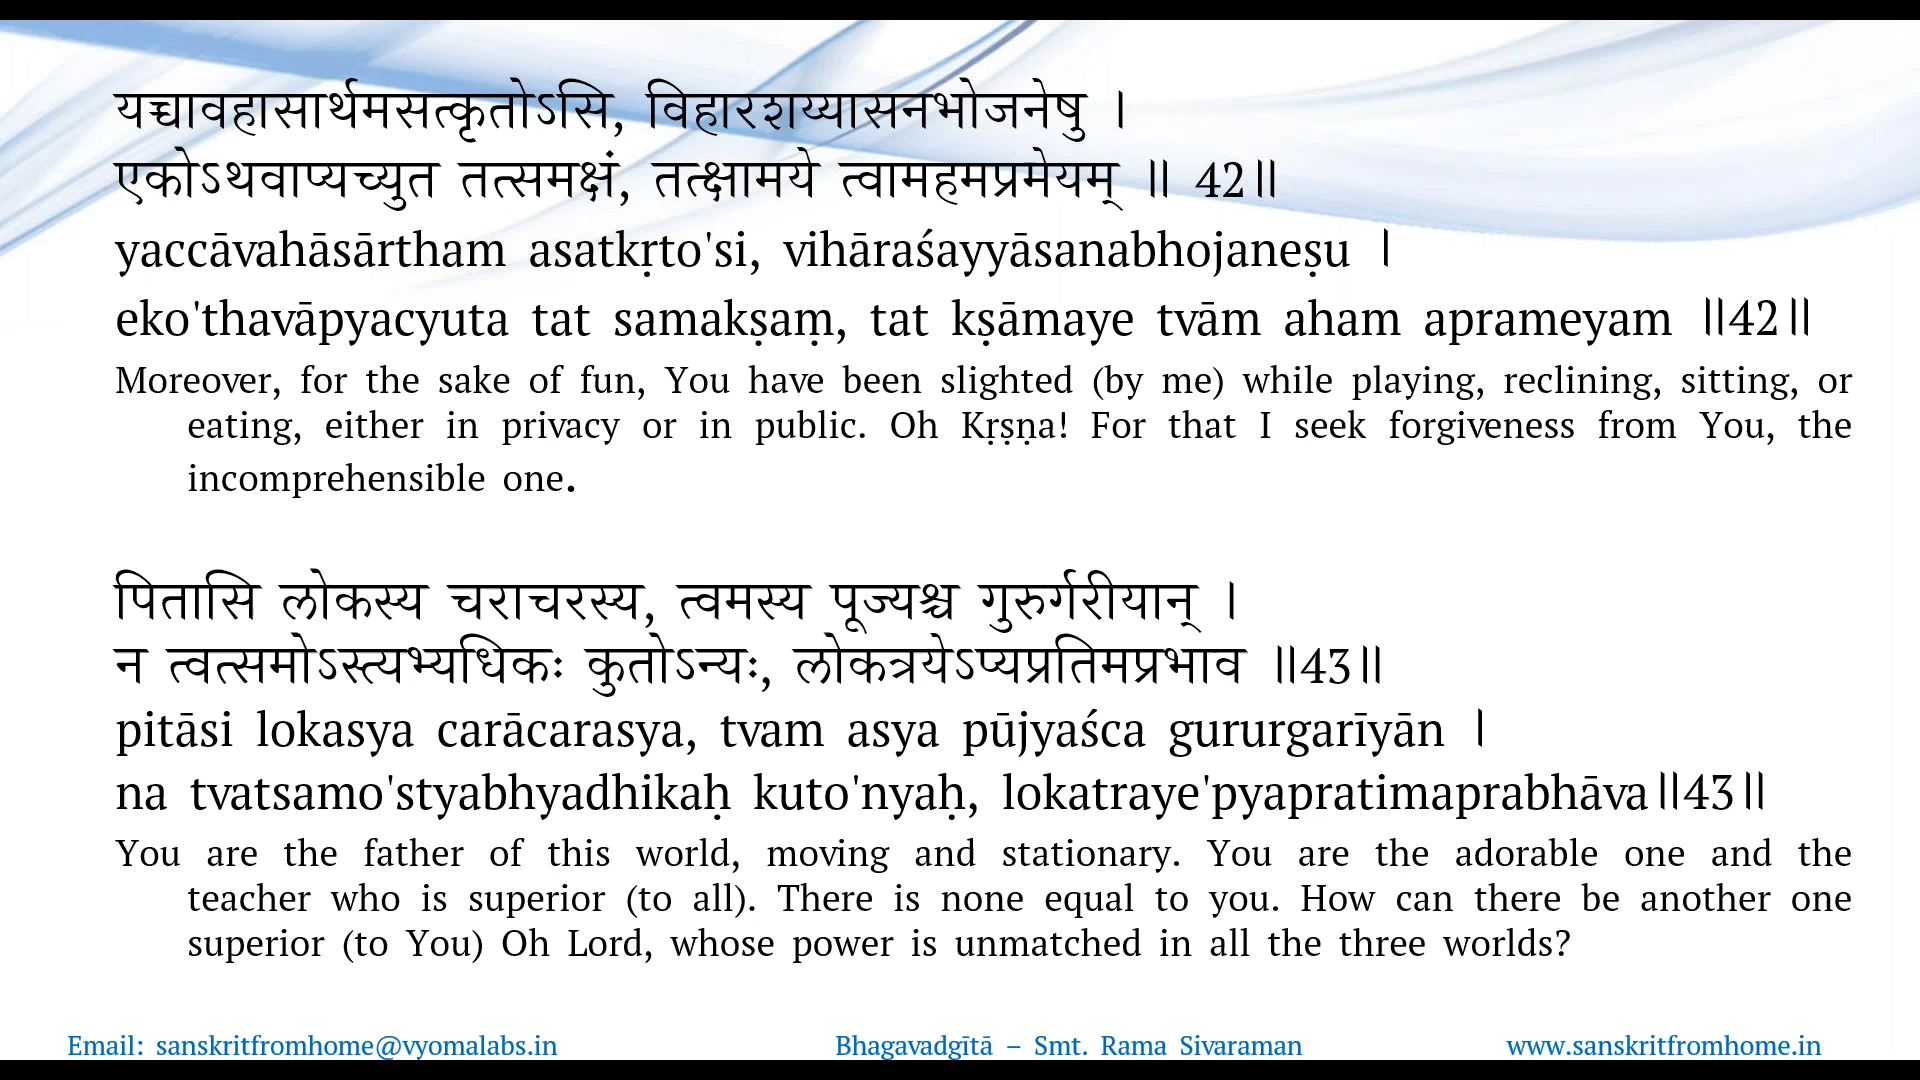 यच्चावहासार्थमसत्कृतोऽसि, विहारशय्यासनभोजनेषु ।
एकोऽथवाप्यच्युत तत्समक्षं, तत्क्षामये त्वामहमप्रमेयम् ॥ 42॥
yaccāvahāsārtham asatkṛto'si, vihāraśayyāsanabhojaneṣu ।
eko'thavāpyacyuta tat samakṣaṃ, tat kṣāmaye tvām aham aprameyam ॥42॥
Moreover, for the sake of fun, You have been slighted (by me) while playing, reclining, sitting, or
eating, either in privacy or in public. Oh Kṛṣṇa! For that I seek forgiveness from You, the
incomprehensible one.
पितासि लोकस्य चराचरस्य, त्वमस्य पूज्यश्च गुरुर्गरीयान् ।
न त्वत्समोऽस्त्यभ्यधिकः कुतोऽन्यः, लोकत्रयेऽप्यप्रतिमप्रभाव ॥43॥
pitāsi lokasya carācarasya, tvam asya pūjyaśca gururgarīyān ।
na tvatsamo'styabhyadhikaḥ kuto'nyaḥ, lokatraye'pyapratimaprabhāva॥43॥
You are the father of this world, moving and stationary. You are the adorable one and the
teacher who is superior (to all). There is none equal to you. How can there be another one
superior (to You) Oh Lord, whose power is unmatched in all the three worlds?
Email: sanskritfromhome@vyomalabs.in Bhagavadgītā – Smt. Rama Sivaraman www.sanskritfromhome.in